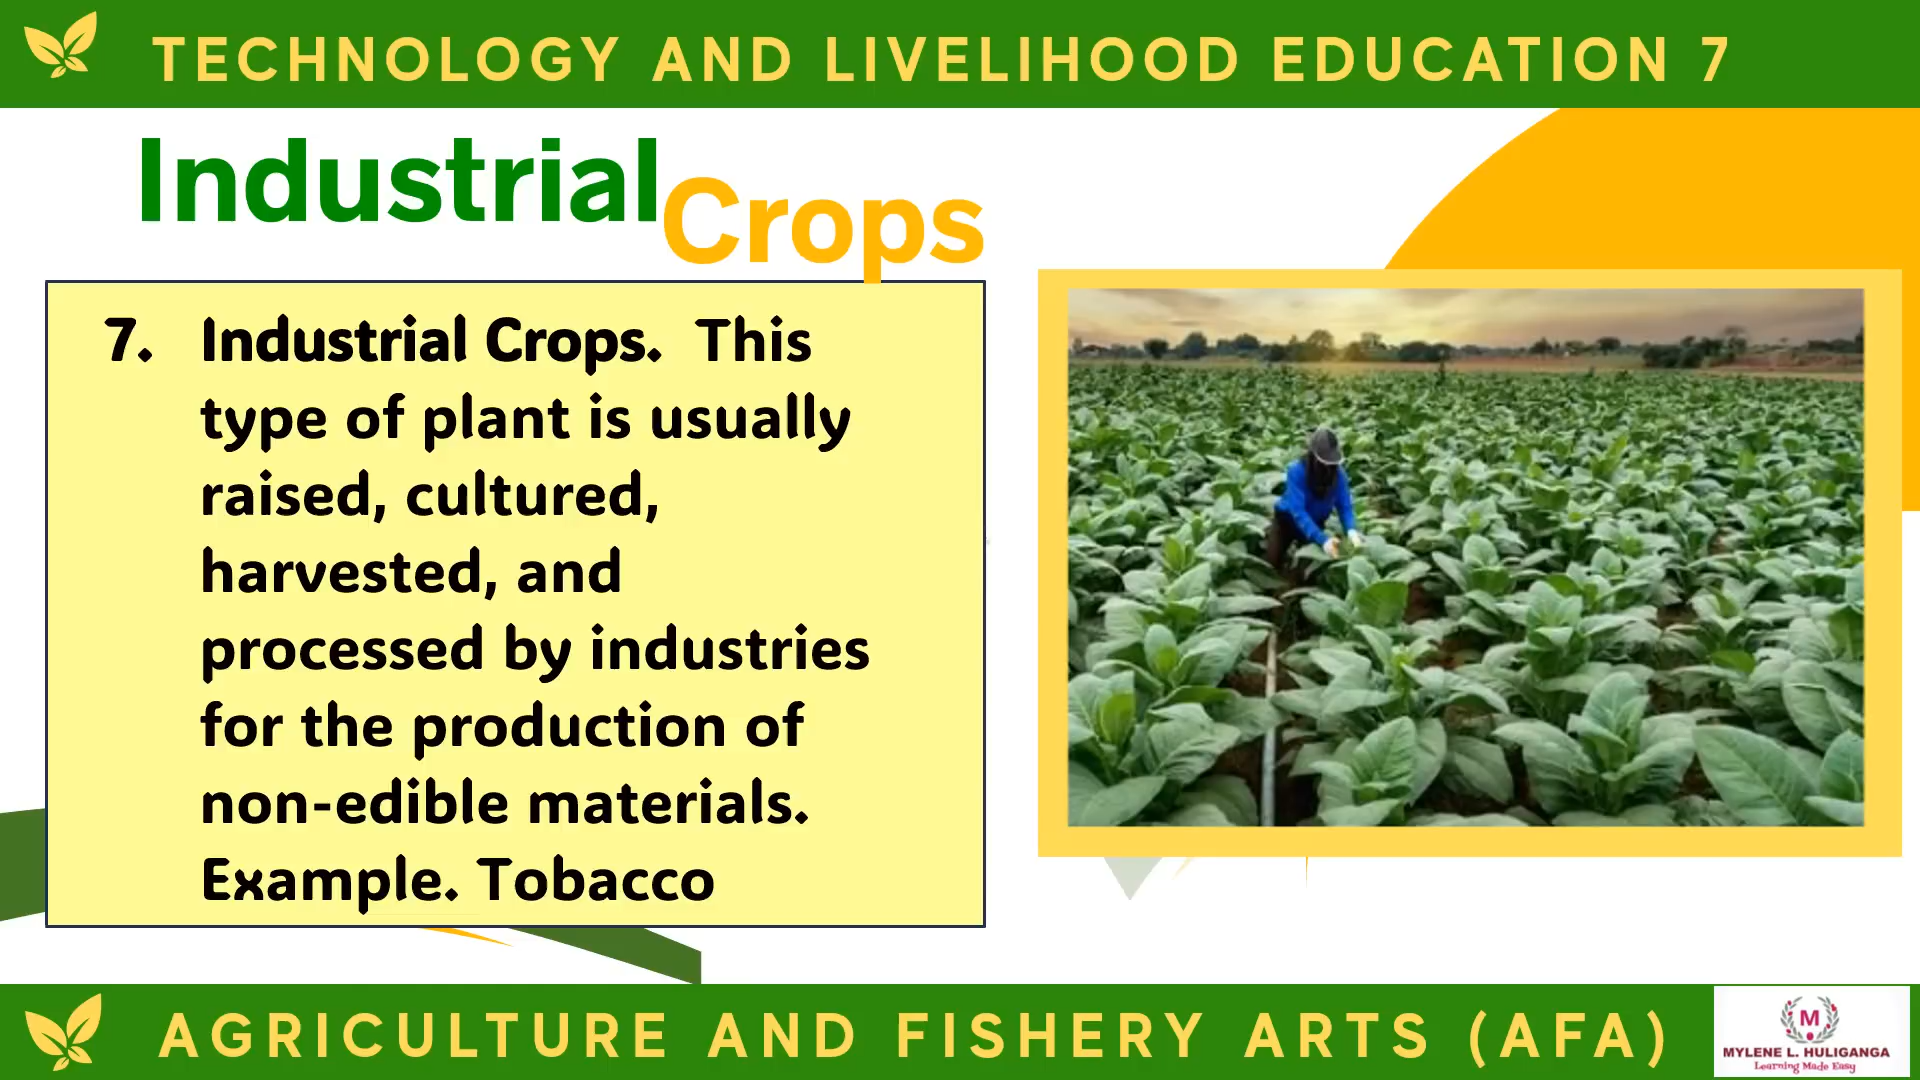 TECHNOLOGY AND LIVELIHOOD EDUCATION 7
Industrial Crops
7. Industrial Crops. This
type of plant is usually
raised, cultured,
harvested, and
processed by industries
for the production of
non-edible materials.
Example. Tobacco
AGRICULTURE AND FISHERY ARTS (AFA)
M
MYLENE L. HULIGANGA
Learning Made Easy